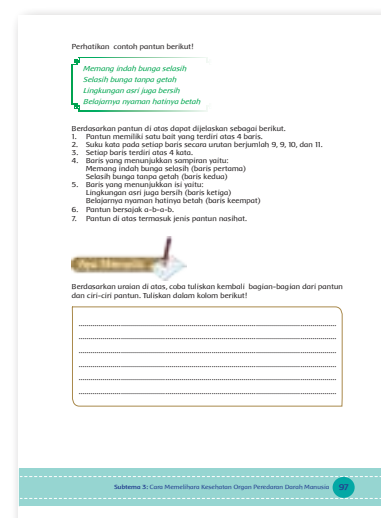 Perhatikan contoh pantun berikut!
Memang indah bunga selasih
Selasih bunga tanpa getah
Lingkungan asri juga bersih
Belajarnya nyaman hatinya betah
Berdasarkan pantun di atas dapat dijelaskan sebagai berikut.
1. Pantun memiliki satu bait yang terdiri atas 4 baris.
2. Suku kata pada setiap baris secara urutan berjumlah 9, 9, 10, dan 11.
3. Setiap baris terdiri atas 4 kata.
4. Baris yang menunjukkan sampiran yaitu:
Memang indah bunga selasih (baris pertama)
Selasih bunga tanpa getah (baris kedua)
5. Baris yang menunjukkan isi yaitu:
Lingkungan asri juga bersih (baris ketiga)
Belajarnya nyaman hatinya betah (baris keempat)
6. Pantun bersajak a-b-a-b.
7. Pantun di atas termasuk jenis pantun nasihat.
Ayo Menulis
Berdasarkan uraian di atas, coba tuliskan kembali bagian-bagian dari pantun
dan ciri-ciri pantun. Tuliskan dalam kolom berikut!
Subtema 3: Cara Memelihara Kesehatan Organ Peredaran Darah Manusia 97